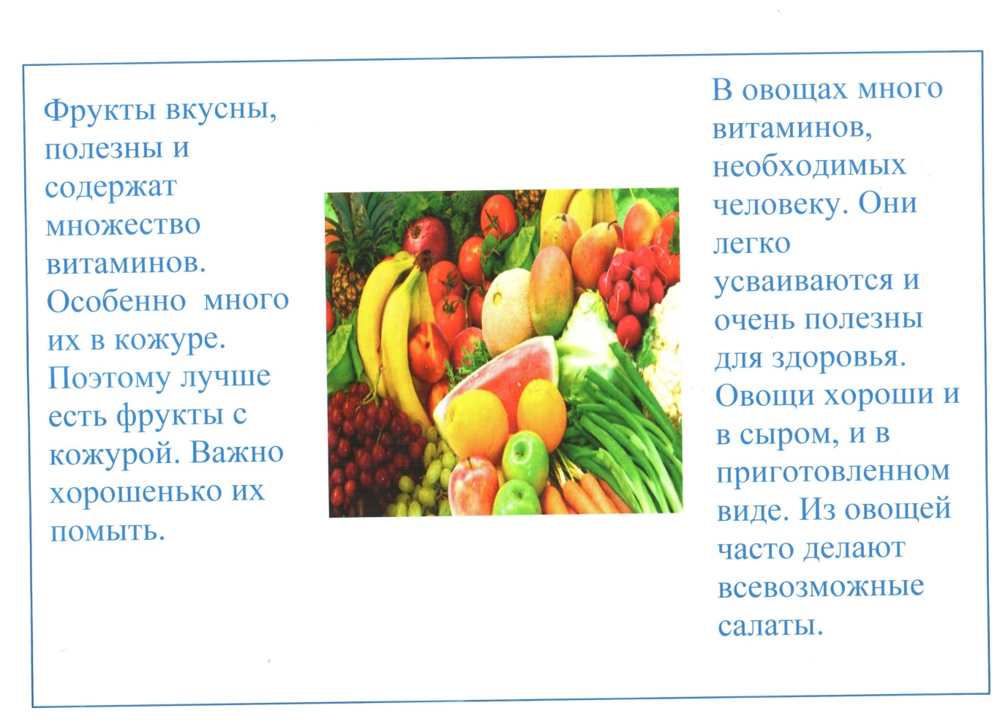 Фрукты вкусны,
полезны и
содержат
множество
витаминов.
Особенно  много
их в кожуре.
Поэтому лучше
есть фрукты с
кожурой. Важно
хорошенько их
помыть.
В овощах много
витаминов,
необходимых
человеку. Они
легко
усваиваются и
очень полезны
для здоровья.
Овощи хороши и
в сыром, и в
приготовленном
виде. Из овощей
часто делают
всевозможные
салаты.